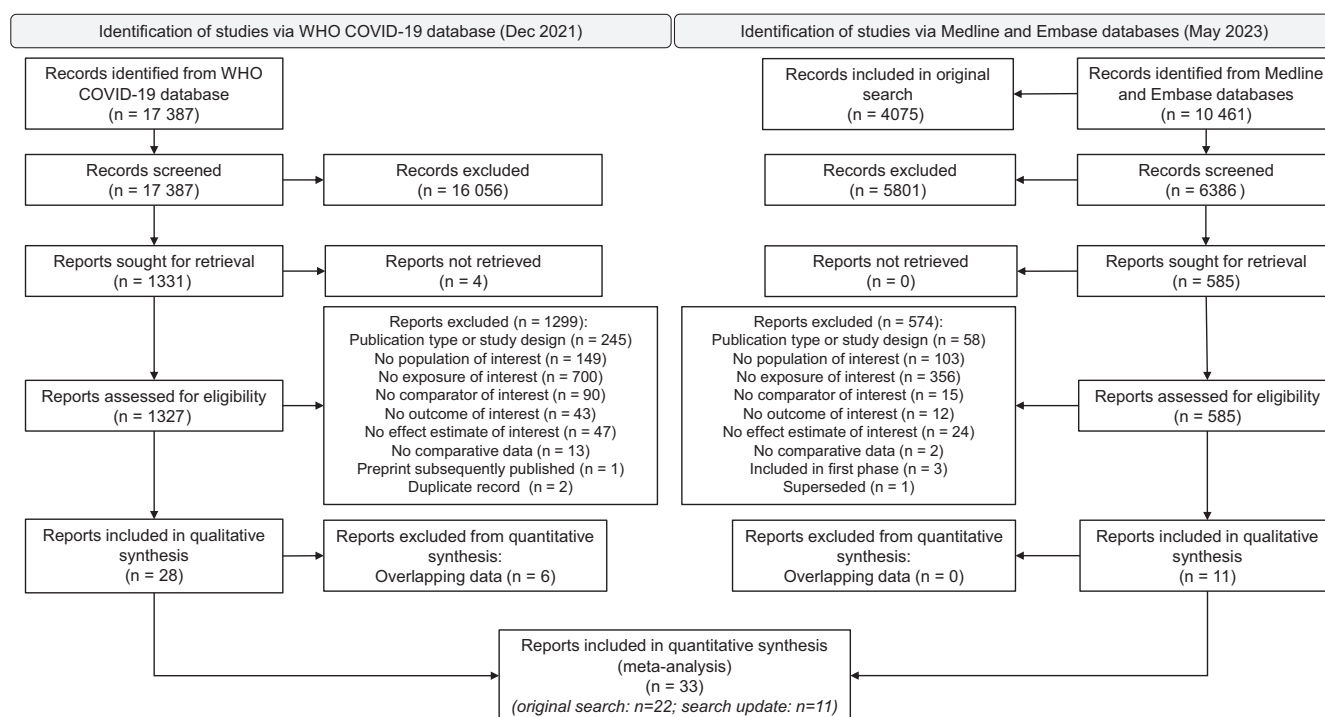 Identification of studies via WHO COVID-19 database (Dec 2021)
Records identified from WHO
COVID-19 database
(n = 17 387)
Records screened
(n = 17 387)
Records excluded
(n = 16 056)
Reports sought for retrieval
(n = 1331)
Reports not retrieved
(n = 4)
Reports assessed for eligibility
(n = 1327)
Reports excluded (n = 1299):
Publication type or study design (n = 245)
No population of interest (n = 149)
No exposure of interest (n = 700)
No comparator of interest (n = 90)
No outcome of interest (n = 43)
No effect estimate of interest (n = 47)
No comparative data (n = 13)
Preprint subsequently published (n = 1)
Duplicate record (n = 2)
Reports included in qualitative
synthesis
(n = 28)
Reports excluded from quantitative
synthesis:
Overlapping data (n = 6)
Identification of studies via Medline and Embase databases (May 2023)
Records included in original
search
(n = 4075)
Records identified from Medline
and Embase databases
(n = 10 461)
Records excluded
(n = 5801)
Records screened
(n = 6386)
Reports not retrieved
(n = 0)
Reports sought for retrieval
(n = 585)
Reports excluded (n = 574):
Publication type or study design (n = 58)
No population of interest (n = 103)
No exposure of interest (n = 356)
No comparator of interest (n = 15)
No outcome of interest (n = 12)
No effect estimate of interest (n = 24)
No comparative data (n = 2)
Included in first phase (n = 3)
Superseded (n = 1)
Reports assessed for eligibility
(n = 585)
Reports excluded from quantitative
synthesis:
Overlapping data (n = 0)
Reports included in qualitative
synthesis
(n = 11)
Reports included in quantitative synthesis
(meta-analysis)
(n = 33)
(original search: n=22; search update: n=11)